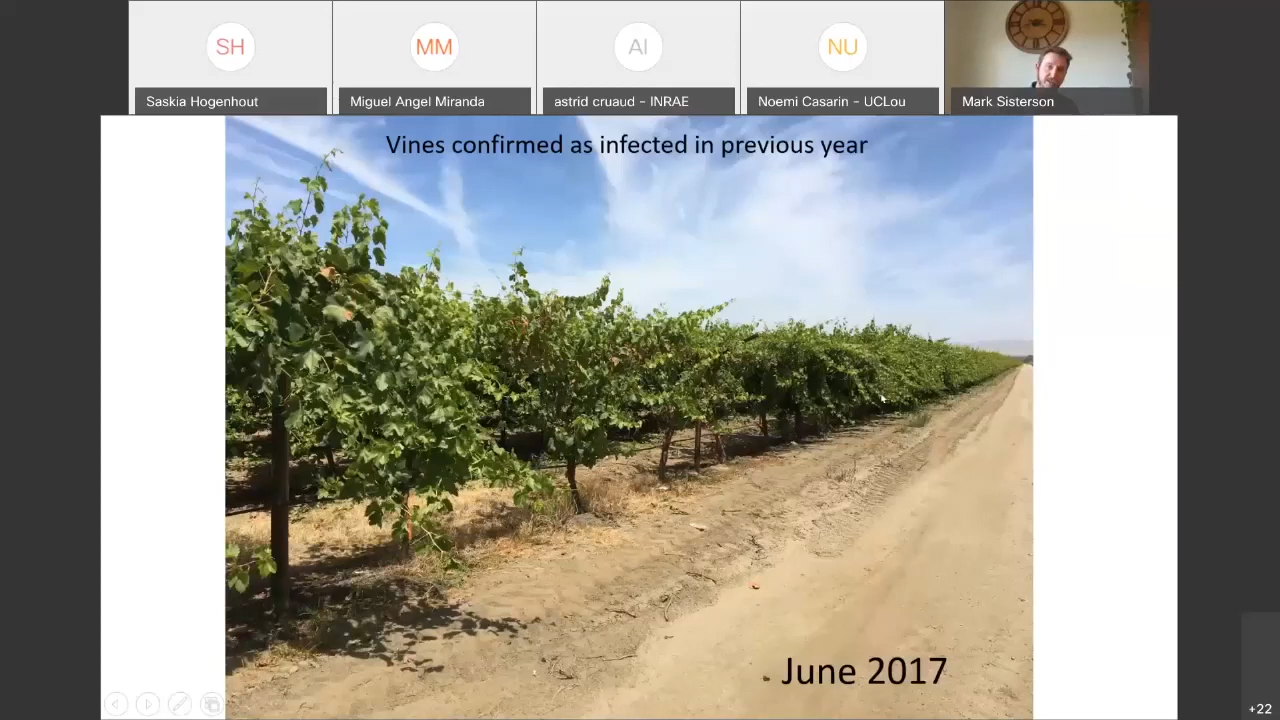 SH
MM
AI
NU
Saskia Hogenhout
Miguel Angel Miranda
astrid cruaud - INRAE
Noemi Casarin - UCLou
Mark Sisterson
Vines confirmed as infected in previous year
June 2017
+22